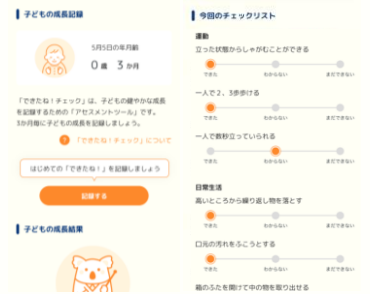 子どもの成長記録
5月5日の年月齢
0歳 3か月
「できたね！チェック」は、子どもの健やかな成長
を記録するための「アセスメントツール」です。
3か月毎に子どもの成長を記録しましょう。
? 「できたね！チェック」について
はじめての「できたね！」を記録しましょう
記録する
子どもの成長結果
今回のチェックリスト
運動
立った状態からしゃがむことができる
できた わからない まだできない
一人で2、3歩歩ける
できた わからない まだできない
一人で数秒立っていられる
できた わからない まだできない
日常生活
高いところから繰り返し物を落とす
できた わからない まだできない
口元の汚れをふこうとする
できた わからない まだできない
箱のふたを開けて中の物を取り出せる